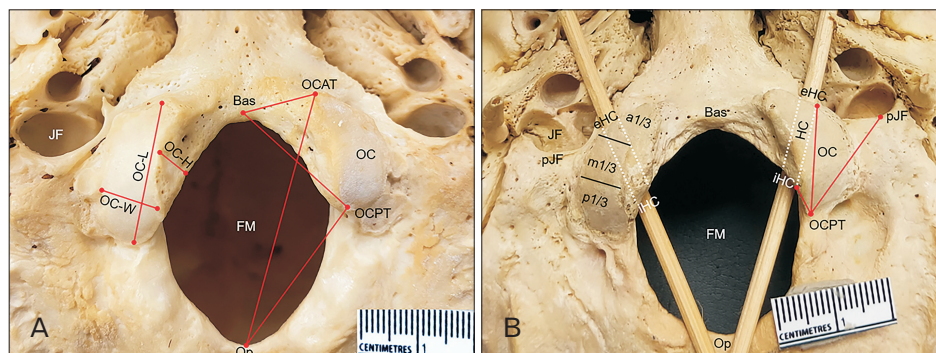 OCAT
Bas
JF
OC-L
OC-H
OC
OC-W
OCPT
FM
A
Op
CENTIMETRES 1
eHC
a1/3
Bas
eHC
pJF
JF
HC
pJF
m1/3
OC
p1/3
iHC
iHC
OCPT
FM
B
Op
CENTIMETRES 1